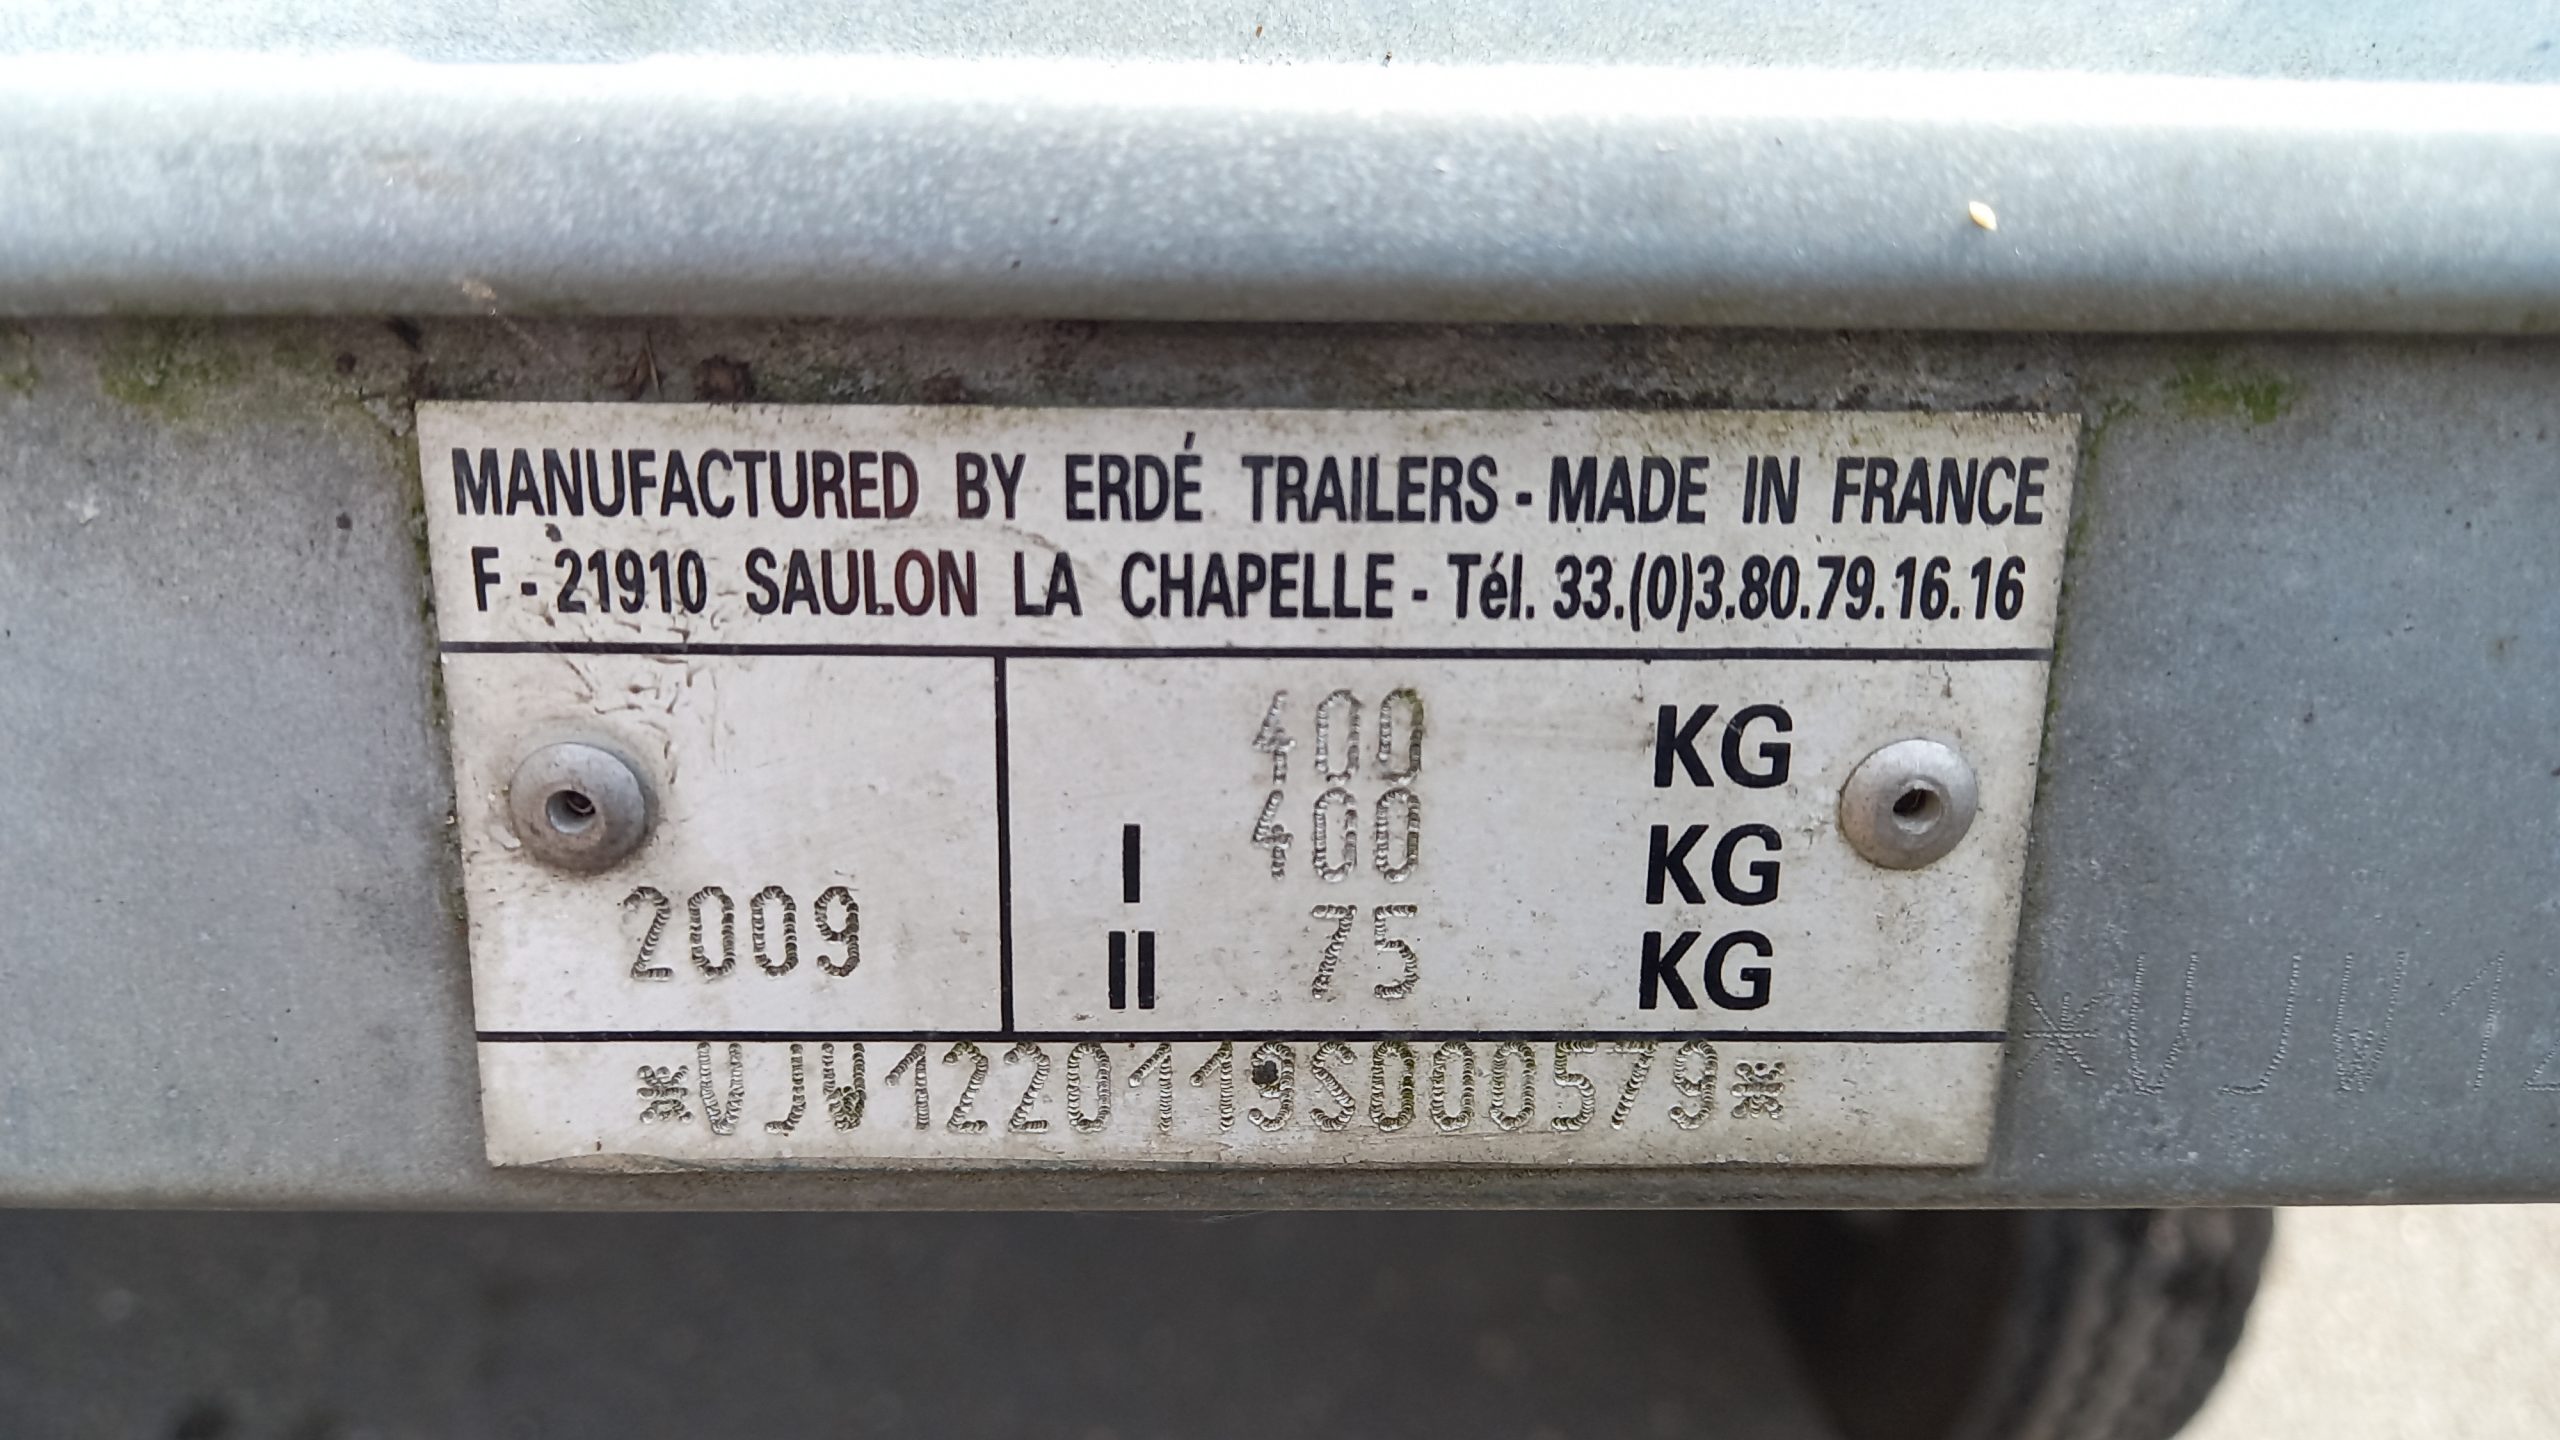 MANUFACTURED BY ERDÉ TRAILERS - MADE IN FRANCE
F - 21910 SAULON LA CHAPELLE - Tél. 33.(0)3.80.79.16.16
400 KG
I 400 KG
2009
II 75 KG
*VJW1220119S000579*